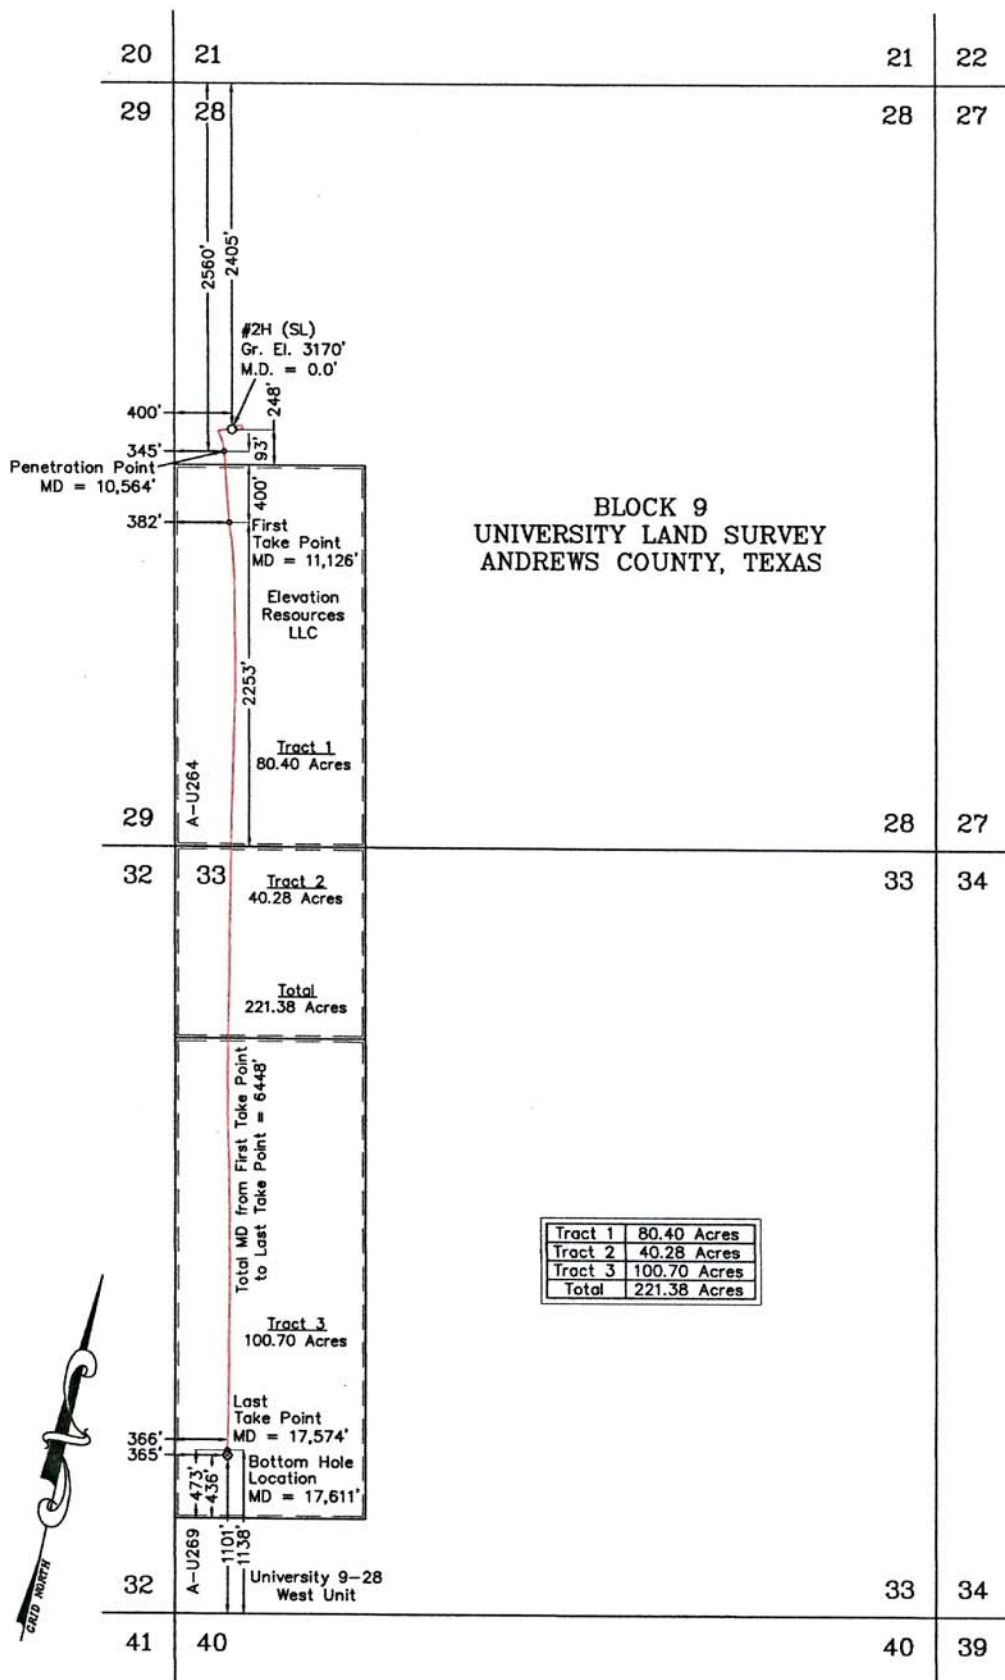 20 21
21 22
29 28
28 27
2560'
2405'
#2H (SL)
Gr. El. 3170'
M.D. = 0.0'
248'
400'
93'
345'
Penetration Point
MD = 10,564'
400'
382'
First
Take Point
MD = 11,126'
BLOCK 9
UNIVERSITY LAND SURVEY
ANDREWS COUNTY, TEXAS
Elevation
Resources
LLC
2253'
Tract 1
80.40 Acres
A-U264
29
28 27
32 33
33 34
Tract 2
40.28 Acres
Total
221.38 Acres
Total MD from First Take Point
to Last Take Point = 6448'
Tract 1 80.40 Acres
Tract 2 40.28 Acres
Tract 3 100.70 Acres
Total 221.38 Acres
Tract 3
100.70 Acres
Last
Take Point
MD = 17,574'
366'
365'
Bottom Hole
Location
MD = 17,611'
473'
436'
1101'
1138'
A-U269
University 9-28
West Unit
GRID NORTH
32
33 34
41 40
40 39